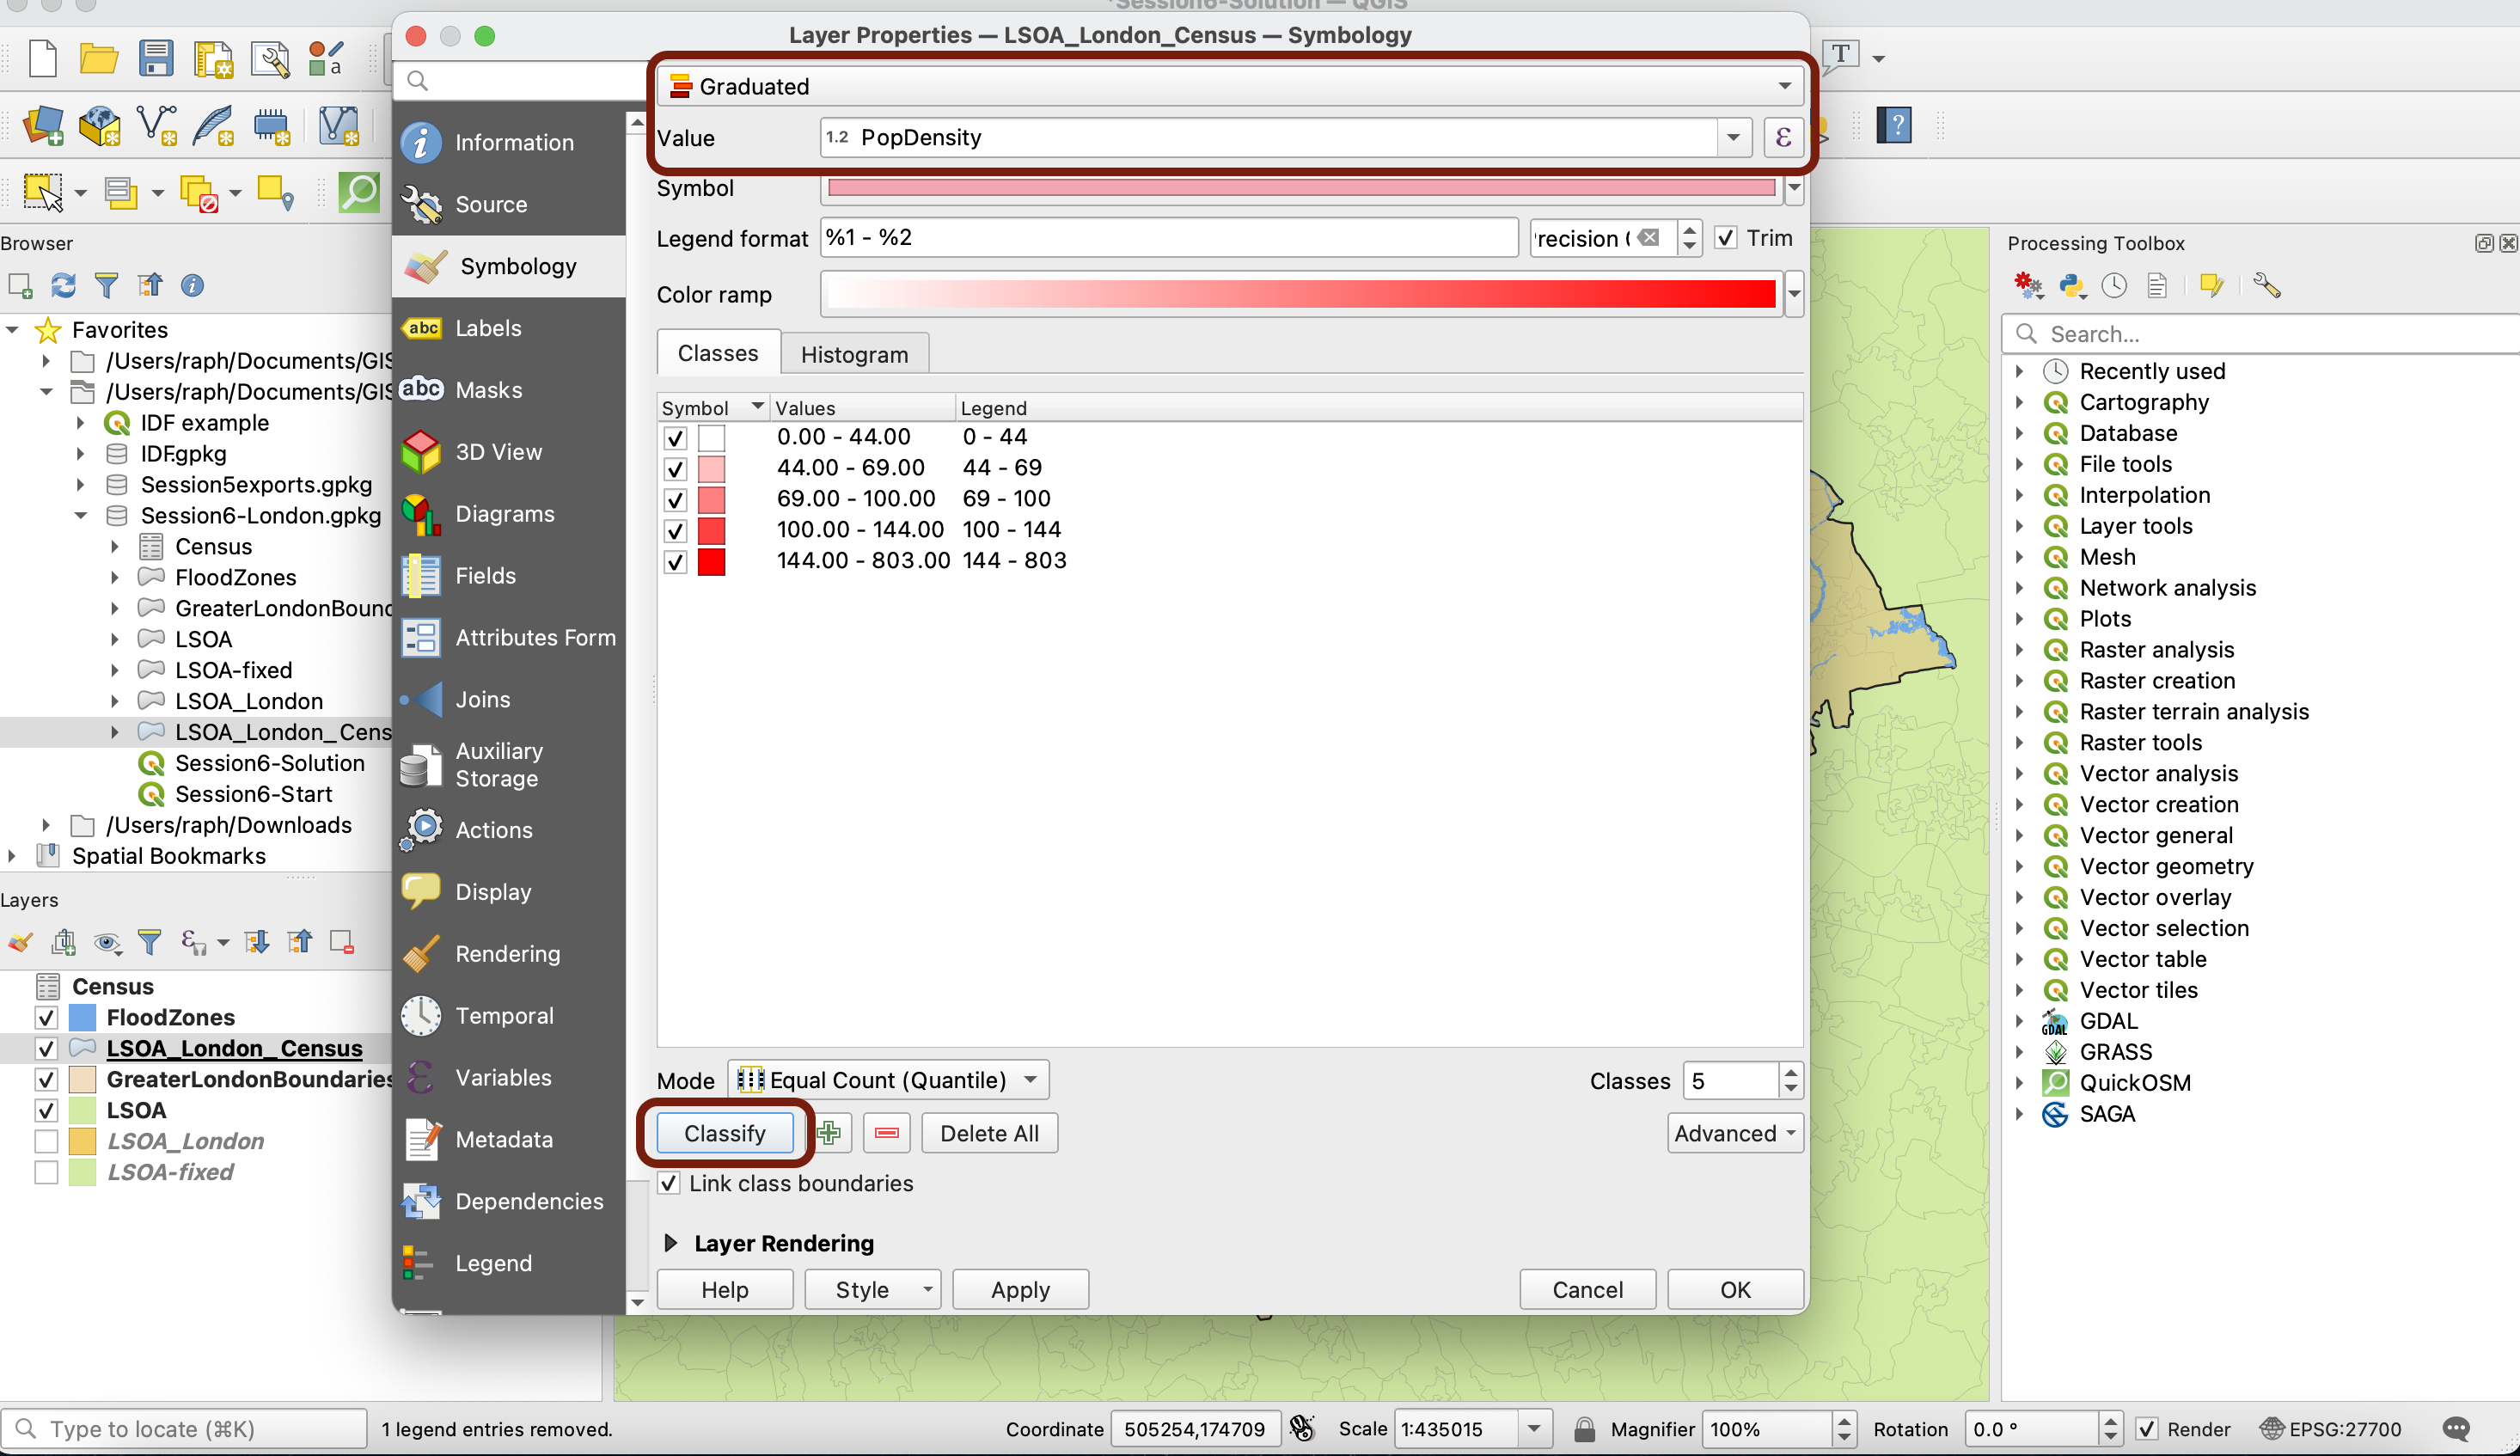 *Session6-Solution — QGIS
Layer Properties — LSOA_London_Census — Symbology
a
T
?
Graduated
Value
1.2 PopDensity
ε
Symbol
Legend format
%1 - %2
Trim
Color ramp
Classes
Histogram
Symbol Values Legend
0.00 - 44.00 0 - 44
44.00 - 69.00 44 - 69
69.00 - 100.00 69 - 100
100.00 - 144.00 100 - 144
144.00 - 803.00 144 - 803
Mode
Equal Count (Quantile)
Classes 5
Classify
Delete All
Advanced
Link class boundaries
Layer Rendering
Help
Style
Apply
Cancel
OK
Information
Source
Symbology
abc Labels
abc Masks
3D View
Diagrams
Fields
Attributes Form
Joins
Auxiliary
Storage
Actions
Display
Rendering
Temporal
ε Variables
Metadata
Dependencies
Legend
Browser
Favorites
/Users/raph/Documents/GIS
/Users/raph/Documents/GIS
IDF example
IDF.gpkg
Session5exports.gpkg
Session6-London.gpkg
Census
FloodZones
GreaterLondonBound
LSOA
LSOA-fixed
LSOA_London
LSOA_London_Cens
Session6-Solution
Session6-Start
/Users/raph/Downloads
Spatial Bookmarks
Layers
Census
FloodZones
LSOA_London_Census
GreaterLondonBoundaries
LSOA
LSOA_London
LSOA-fixed
Processing Toolbox
Search...
Recently used
Cartography
Database
File tools
Interpolation
Layer tools
Mesh
Network analysis
Plots
Raster analysis
Raster creation
Raster terrain analysis
Raster tools
Vector analysis
Vector creation
Vector general
Vector geometry
Vector overlay
Vector selection
Vector table
Vector tiles
GDAL GDAL
GRASS
QuickOSM
SAGA
Type to locate (⌘K)
1 legend entries removed.
Coordinate 505254,174709
Scale 1:435015
Magnifier 100%
Rotation 0.0 °
Render
EPSG:27700